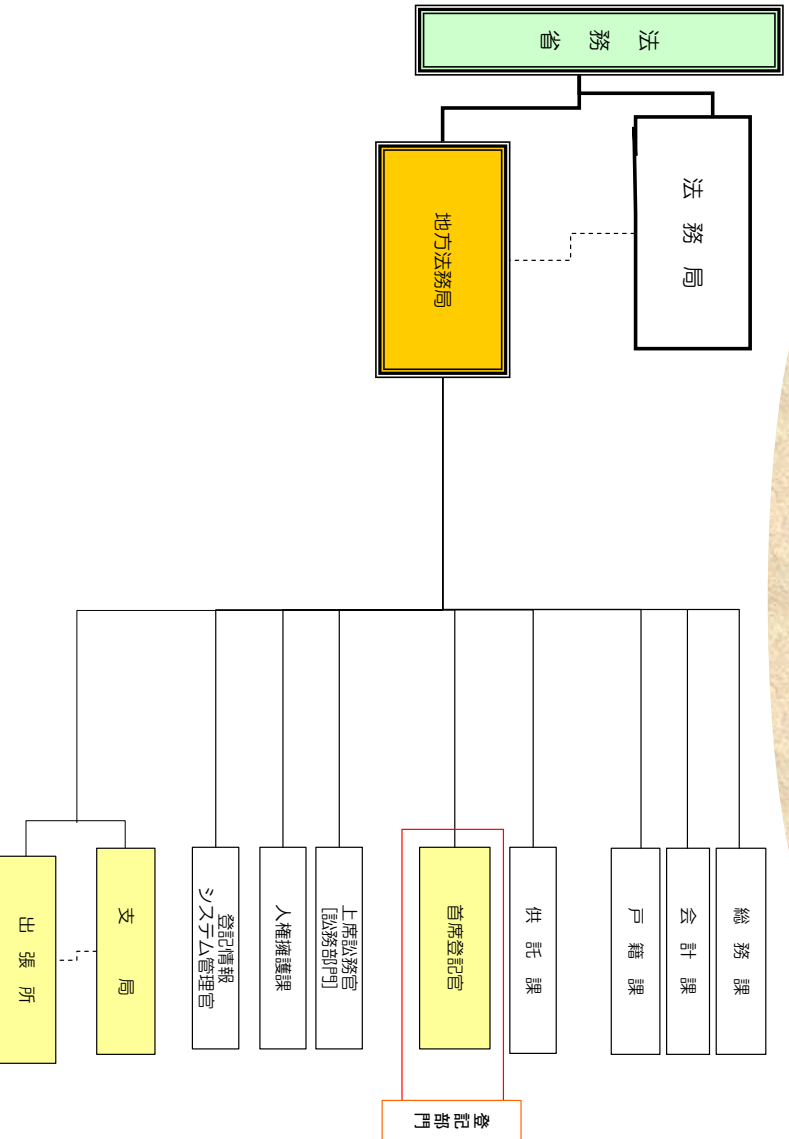 法務省
法務局
地方法務局
総務課
会計課
戸籍課
供託課
首席登記官
上席訟務官
[訟務部門]
人権擁護課
登記情報
システム管理官
支局
出張所
登記部門